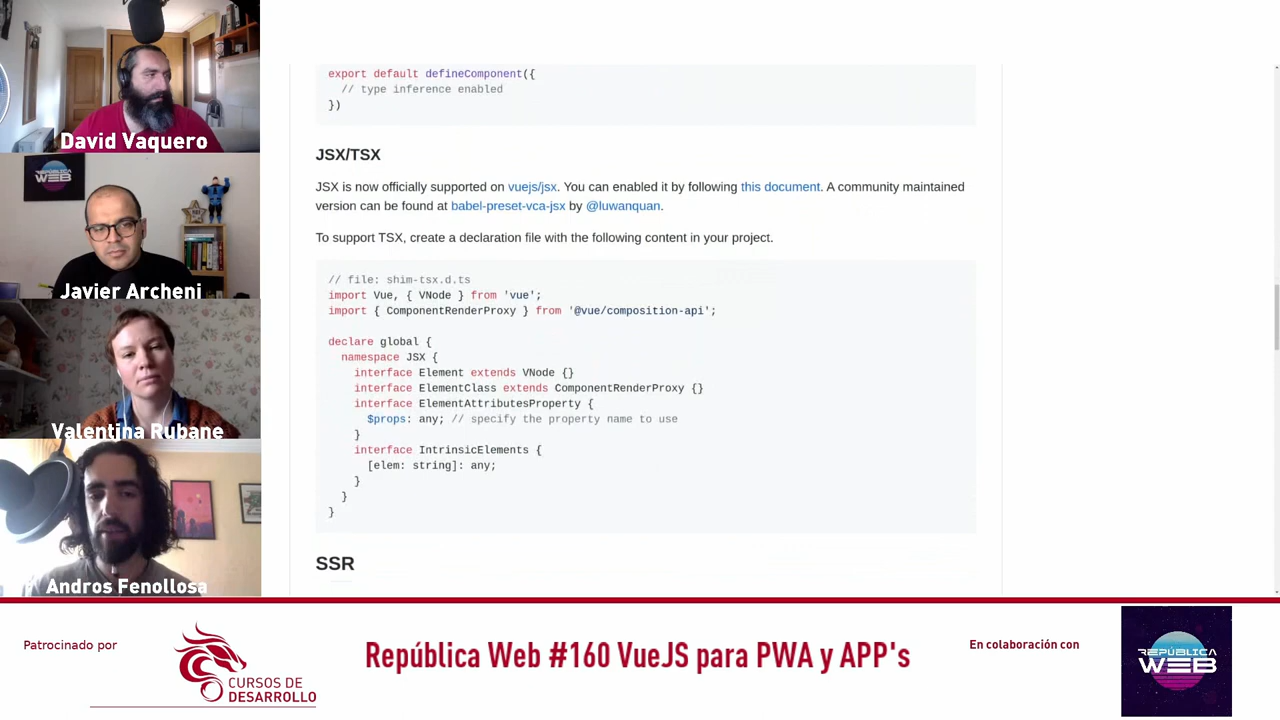 David Vaquero
REPÚBLICA
WEB
Javier Archeni
Valentina Rubane
Andros Fenollosa
export default defineComponent({
// type inference enabled
})
JSX/TSX
JSX is now officially supported on vuejs/jsx. You can enabled it by following this document. A community maintained
version can be found at babel-preset-vca-jsx by @luwanquan.
To support TSX, create a declaration file with the following content in your project.
// file: shim-tsx.d.ts
import Vue, { VNode } from 'vue';
import { ComponentRenderProxy } from '@vue/composition-api';
declare global {
namespace JSX {
interface Element extends VNode {}
interface ElementClass extends ComponentRenderProxy {}
interface ElementAttributesProperty {
$props: any; // specify the property name to use
}
interface IntrinsicElements {
[elem: string]: any;
}
}
}
SSR
Patrocinado por
CURSOS DE
DESARROLLO
República Web #160 VueJS para PWA y APP's
En colaboración con
REPÚBLICA
WEB